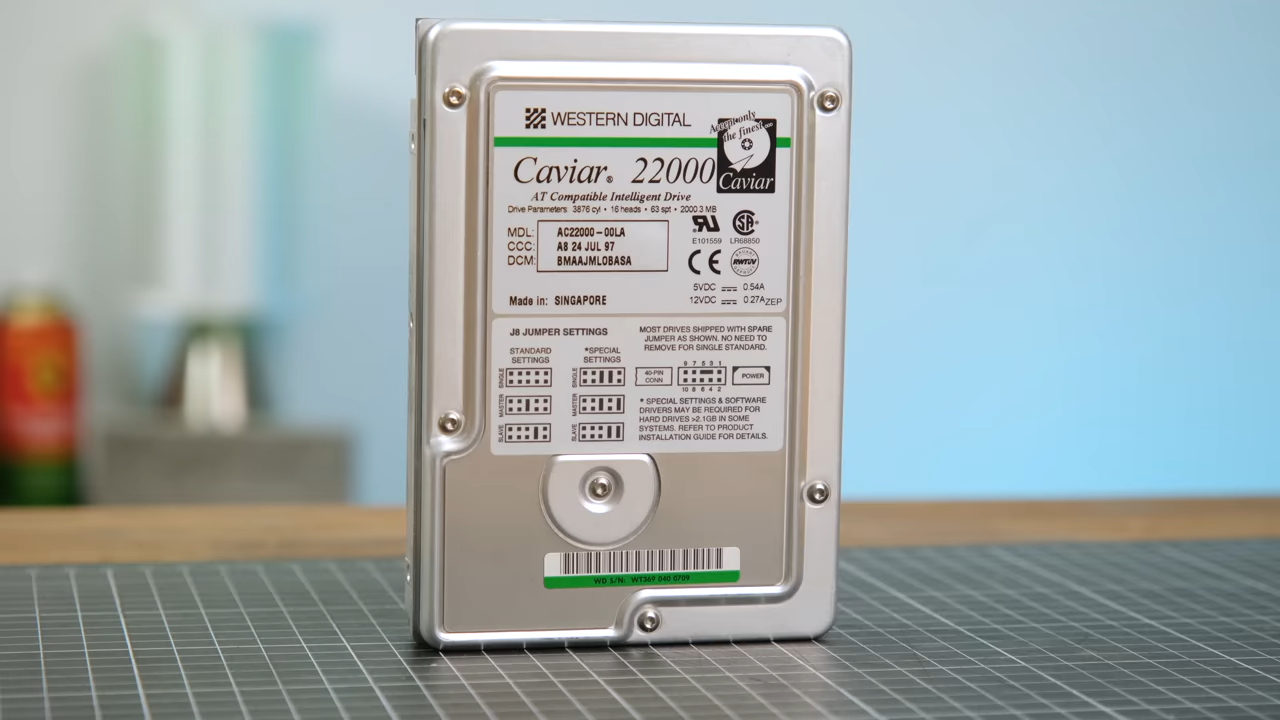 WESTERN DIGITAL
Accept only
the finest...
Caviar
Caviar® 22000
AT Compatible Intelligent Drive
Drive Parameters: 3876 cyl • 16 heads • 63 spt • 2000.3 MB
MDL: AC22000-00LA
CCC: A8 24 JUL 97
DCM: BMAAJML0BASA
E101559 LR68850
CE
RWTÜV
5VDC 0.54A
12VDC 0.27A ZEP
Made in: SINGAPORE
J8 JUMPER SETTINGS
STANDARD
SETTINGS
*SPECIAL
SETTINGS
SINGLE
SINGLE
MASTER
MASTER
SLAVE
SLAVE
MOST DRIVES SHIPPED WITH SPARE
JUMPER AS SHOWN. NO NEED TO
REMOVE FOR SINGLE STANDARD.
9 7 5 3 1
40-PIN
CONN
POWER
10 8 6 4 2
* SPECIAL SETTINGS & SOFTWARE
DRIVERS MAY BE REQUIRED FOR
HARD DRIVES >2.1GB IN SOME
SYSTEMS. REFER TO PRODUCT
INSTALLATION GUIDE FOR DETAILS.
WD S/N: WT369 040 0709